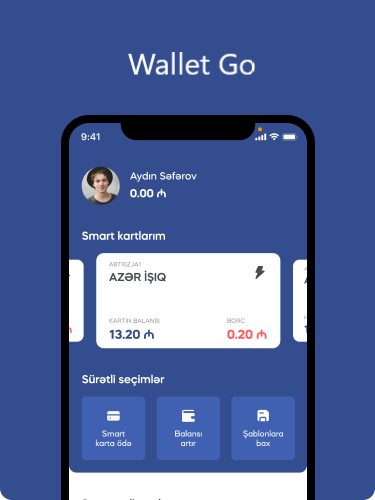 Wallet Go
9:41
Aydın Səfərov
0.00 ₼
Smart kartlarım
A8716ZJA1
AZƏR İŞIQ
KARTIN BALANSI
BORC
13.20 ₼
0.20 ₼
Sürətli seçimlər
Smart
karta ödə
Balansı
artır
Şablonlara
bax